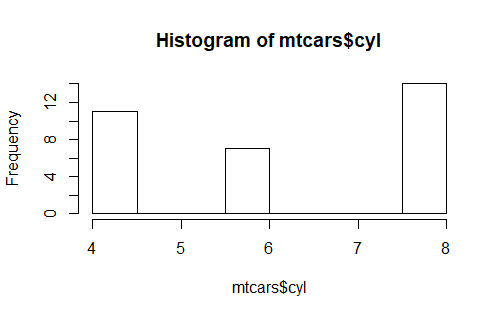 Histogram of mtcars$cyl
Frequency
12
8
4
0
4 5 6 7 8
mtcars$cyl